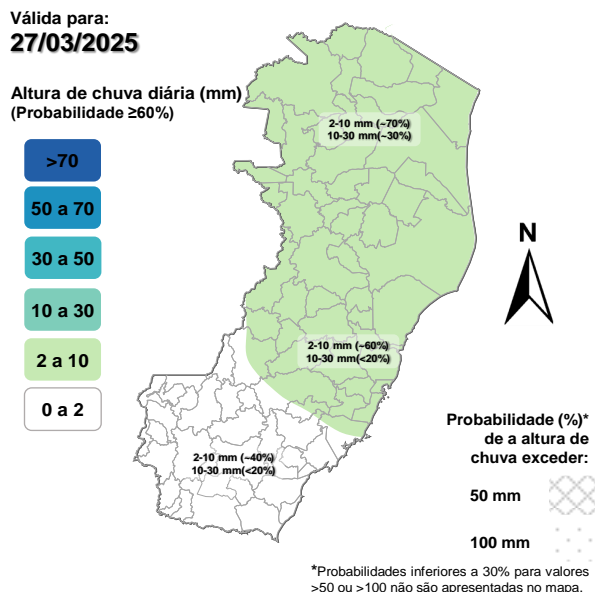 Válida para:
27/03/2025
Altura de chuva diária (mm)
(Probabilidade ≥60%)
>70
50 a 70
30 a 50
10 a 30
2 a 10
0 a 2
2-10 mm (~70%)
10-30 mm(~30%)
N
2-10 mm (~60%)
10-30 mm(<20%)
2-10 mm (~40%)
10-30 mm(<20%)
Probabilidade (%)*
de a altura de
chuva exceder:
50 mm
100 mm
*Probabilidades inferiores a 30% para valores
>50 ou >100 não são apresentadas no mapa.